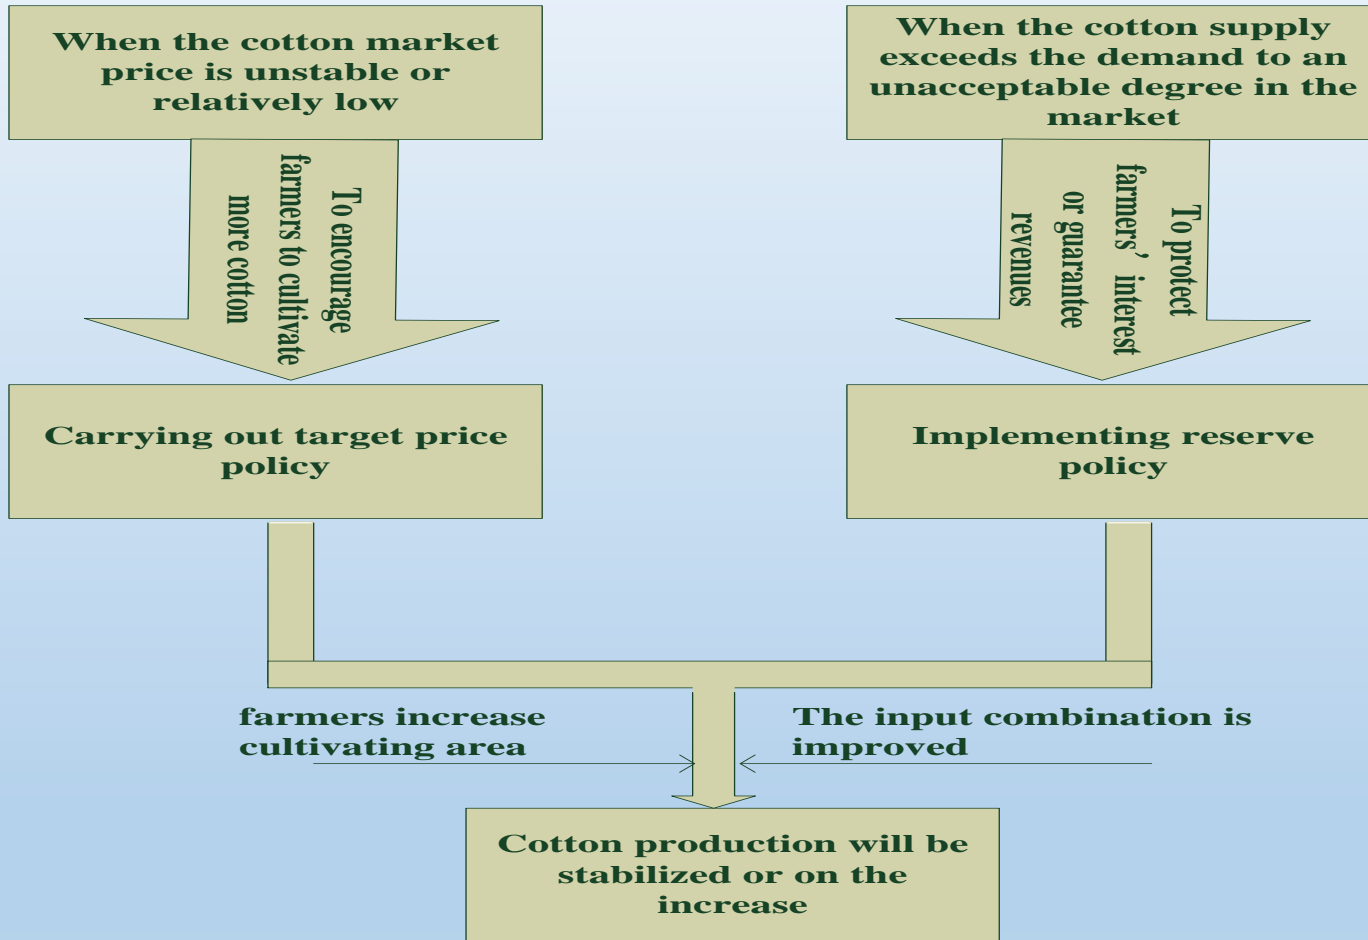 When the cotton market
price is unstable or
relatively low
When the cotton supply
exceeds the demand to an
unacceptable degree in the
market
To encourage
farmers to cultivate
more cotton
To protect
farmers’ interest
or guarantee
revenues
Carrying out target price
policy
Implementing reserve
policy
farmers increase
cultivating area
The input combination is
improved
Cotton production will be
stabilized or on the
increase